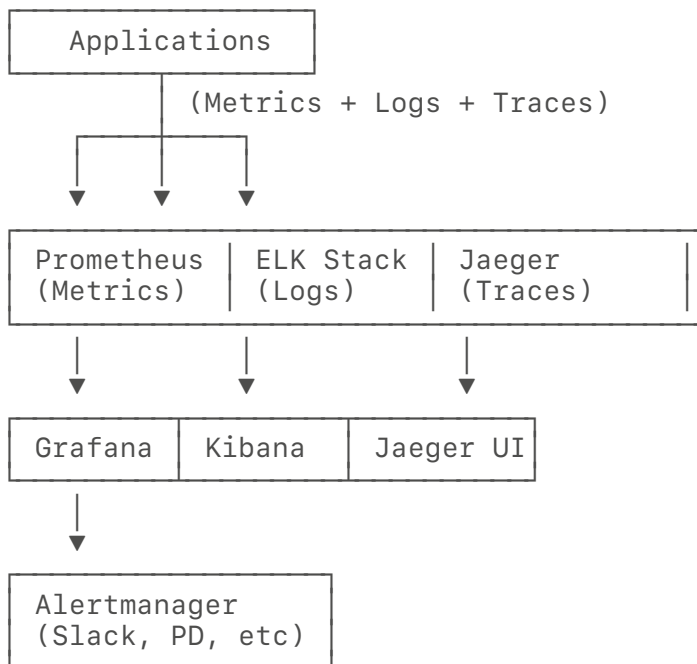 Applications
(Metrics + Logs + Traces)
Prometheus ELK Stack Jaeger
(Metrics) (Logs) (Traces)
Grafana Kibana Jaeger UI
Alertmanager
(Slack, PD, etc)